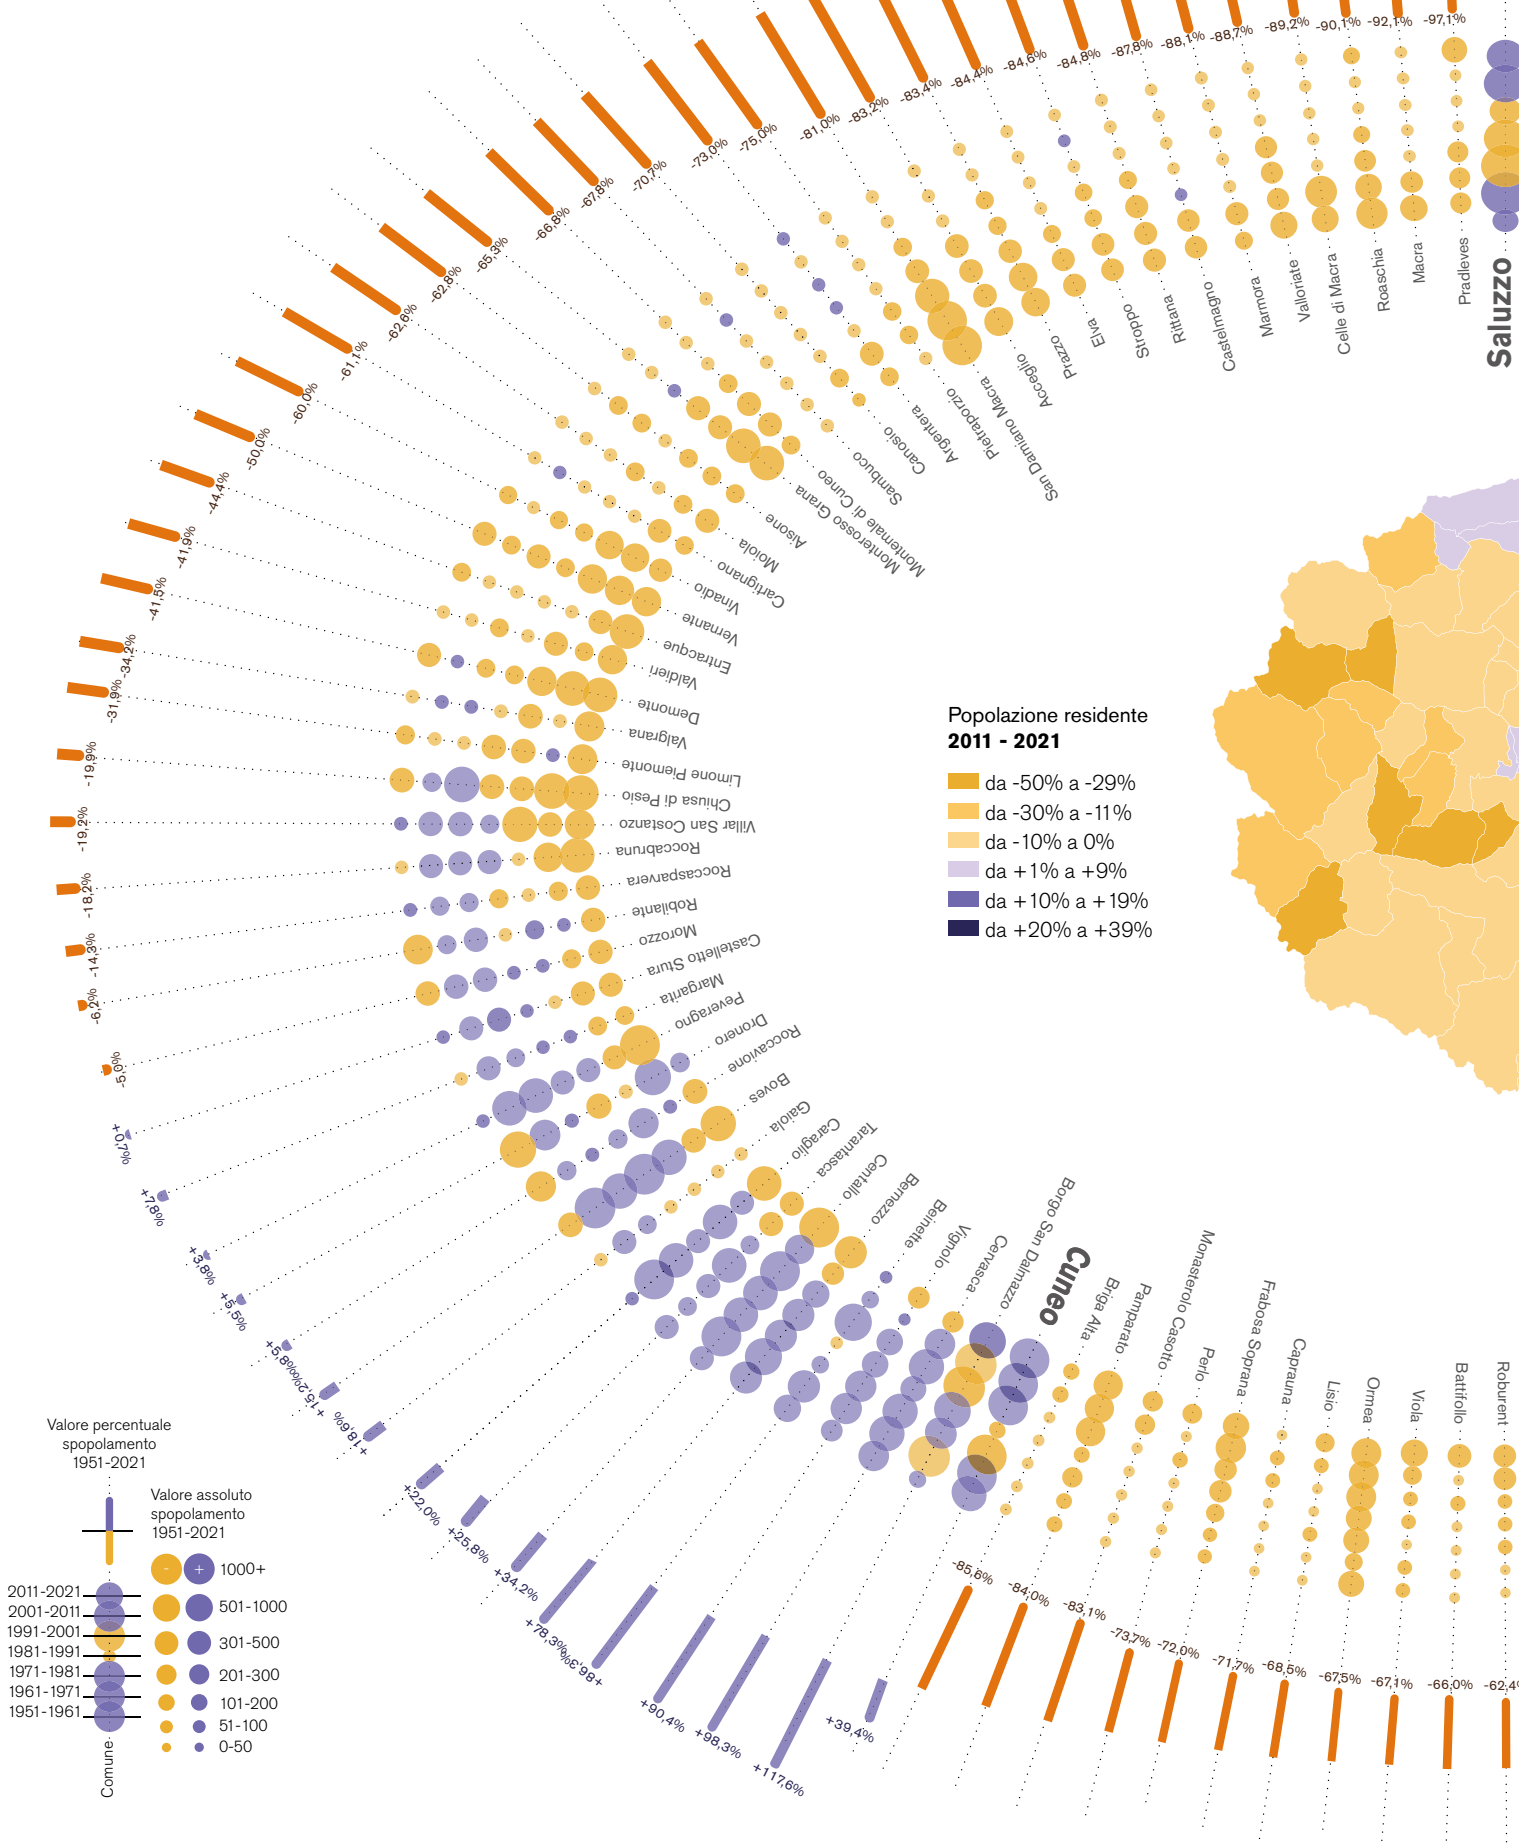 -73,0%
-75,0%
-81,0%
-83,2%
-83,4%
-84,4%
-84,6%
-84,8%
-87,8%
-88,1%
-88,7%
-89,2%
-90,1%
-92,1%
-97,1%
-70,7%
-67,8%
-66,8%
-65,3%
-62,8%
-62,6%
-61,1%
-60,0%
-50,0%
-44,4%
-41,9%
-41,5%
-34,2%
-31,9%
-19,9%
-19,2%
-18,2%
-14,3%
-6,2%
-5,0%
+0,7%
+7,8%
+3,8%
+5,5%
+5,8%
+15,2%
+18,6%
+22,0%
+25,8%
+34,2%
+78,3%
+86,3%
+90,4%
+98,3%
+117,6%
+39,4%
-85,6%
-84,0%
-83,1%
-73,7%
-72,0%
-71,7%
-68,5%
-67,5%
-67,1%
-66,0%
-62,4%
Saluzzo
Pradleves
Macra
Roaschia
Celle di Macra
Valloriate
Marmora
Castelmagno
Rittana
Stroppo
Elva
Prazzo
Acceglio
San Damiano Macra
Pietraporzio
Argentera
Canosio
Sambuco
Montemale di Cuneo
Monterosso Grana
Aisone
Moiola
Cartignano
Vinadio
Vernante
Entracque
Valdieri
Demonte
Valgrana
Limone Piemonte
Chiusa di Pesio
Villar San Costanzo
Roccabruna
Roccasparvera
Robilante
Morozzo
Castelletto Stura
Margarita
Peveragno
Dronero
Roccavione
Boves
Gaiola
Caraglio
Tarantasca
Centallo
Bernezzo
Beinette
Vignolo
Cervasca
Borgo San Dalmazzo
Cuneo
Briga Alta
Pamparato
Monasterolo Casotto
Perlo
Frabosa Soprana
Caprauna
Lisio
Ormea
Viola
Battifollo
Roburent
Popolazione residente
2011 - 2021
da -50% a -29%
da -30% a -11%
da -10% a 0%
da +1% a +9%
da +10% a +19%
da +20% a +39%
Valore percentuale
spopolamento
1951-2021
Valore assoluto
spopolamento
1951-2021
- + 1000+
501-1000
301-500
201-300
101-200
51-100
0-50
2011-2021
2001-2011
1991-2001
1981-1991
1971-1981
1961-1971
1951-1961
Comune